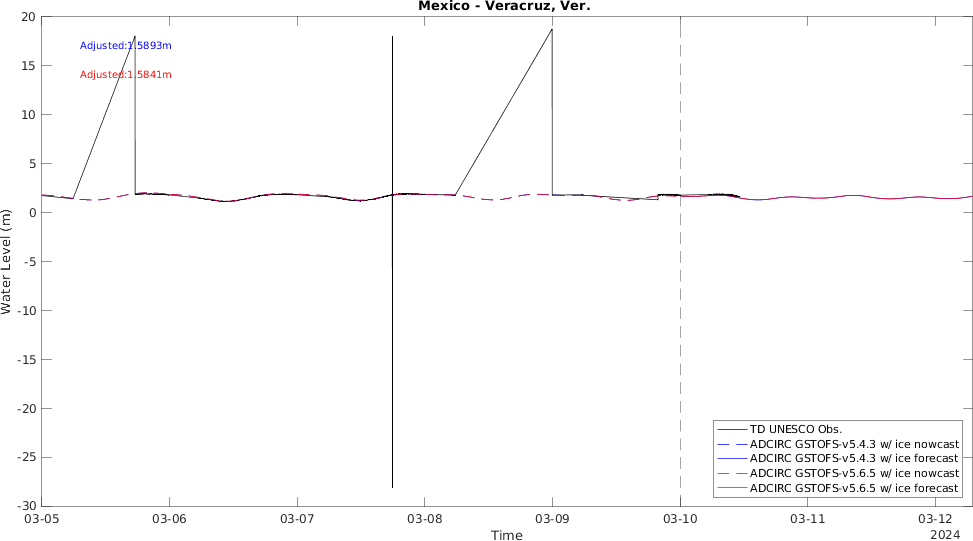 Mexico - Veracruz, Ver.
20
15
10
5
0
-5
-10
-15
-20
-25
-30
Water Level (m)
Adjusted:1.5893m
Adjusted:1.5841m
TD UNESCO Obs.
ADCIRC GSTOFS-v5.4.3 w/ ice nowcast
ADCIRC GSTOFS-v5.4.3 w/ ice forecast
ADCIRC GSTOFS-v5.6.5 w/ ice nowcast
ADCIRC GSTOFS-v5.6.5 w/ ice forecast
03-05 03-06 03-07 03-08 03-09 03-10 03-11 03-12
Time
2024